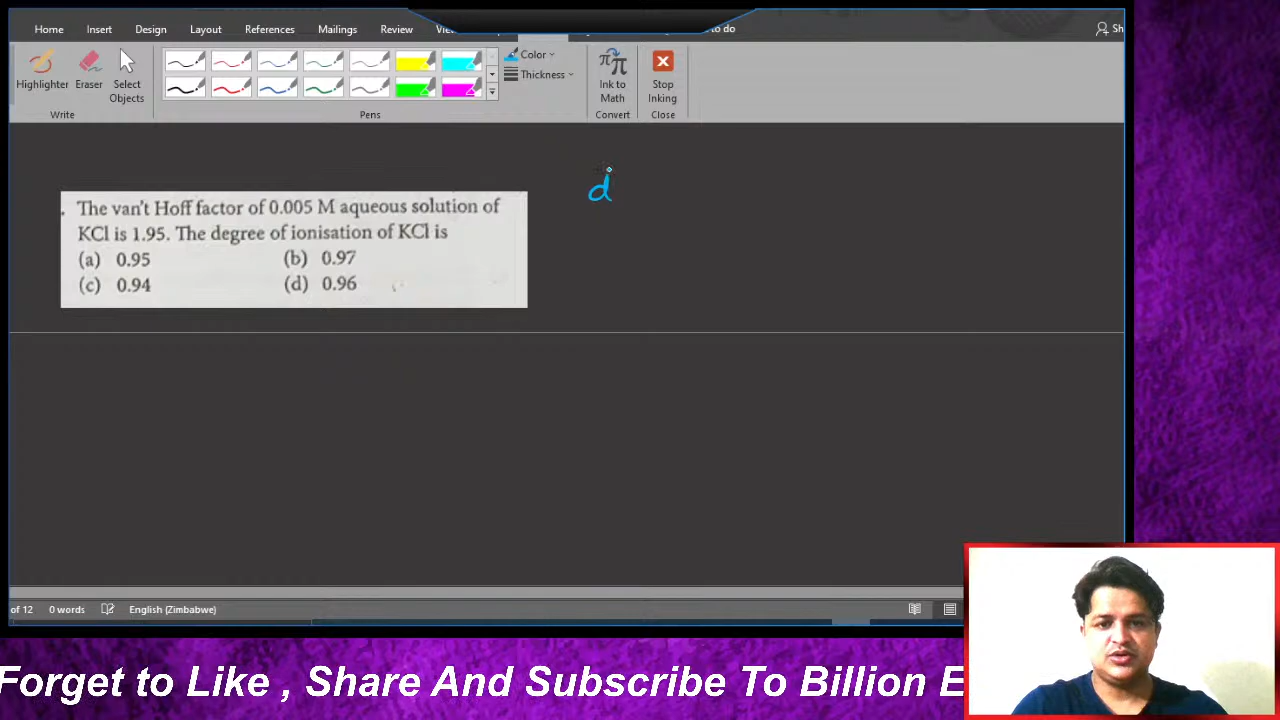 Home Insert Design Layout References Mailings Review to do Sh
Highlighter Eraser Select Objects
Color
Thickness
Ink to Math
Stop Inking
Write Pens Convert Close
d
The van't Hoff factor of 0.005 M aqueous solution of
KCl is 1.95. The degree of ionisation of KCl is
(a) 0.95 (b) 0.97
(c) 0.94 (d) 0.96
of 12 0 words English (Zimbabwe)
Forget to Like , Share And Subscribe To Billion E